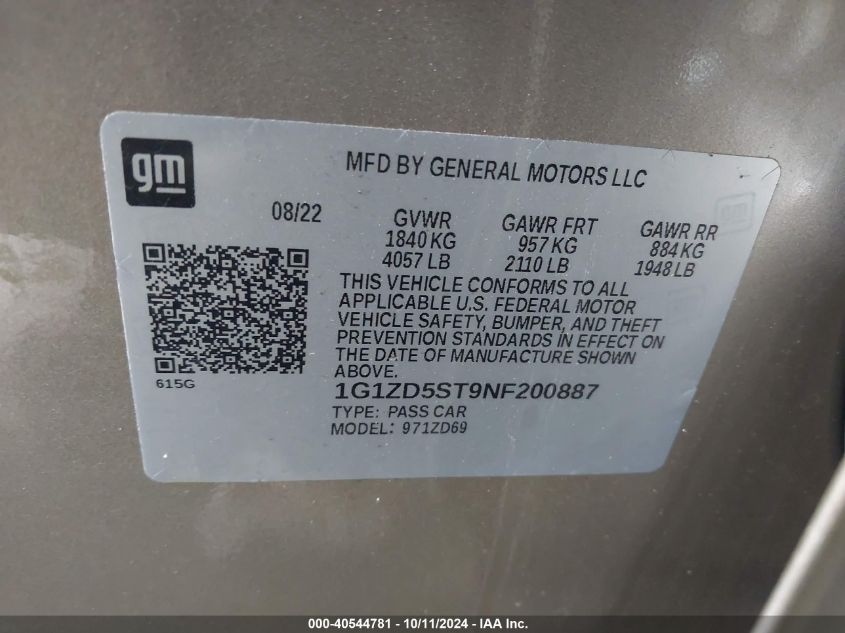 gm
MFD BY GENERAL MOTORS LLC
08/22
GVWR
1840 KG
4057 LB
GAWR FRT
957 KG
2110 LB
GAWR RR
884 KG
1948 LB
THIS VEHICLE CONFORMS TO ALL
APPLICABLE U.S. FEDERAL MOTOR
VEHICLE SAFETY, BUMPER, AND THEFT
PREVENTION STANDARDS IN EFFECT ON
THE DATE OF MANUFACTURE SHOWN
ABOVE.
615G
1G1ZD5ST9NF200887
TYPE: PASS CAR
MODEL: 971ZD69
000-40544781 - 10/11/2024 - IAA Inc.